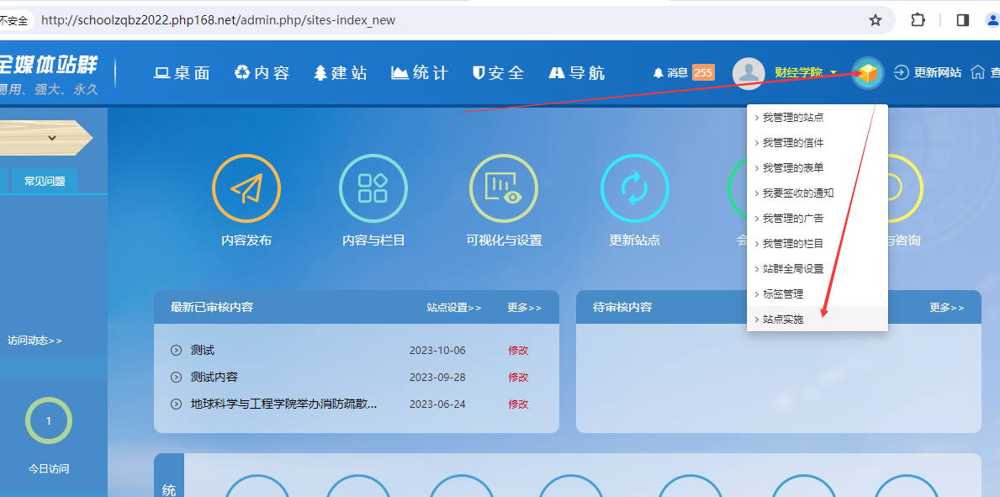 不安全 http://schoolzqbz2022.php168.net/admin.php/sites-index_new
全媒体站群
易用、强大、永久
桌面 内容 建站 统计 安全 导航 消息 255 财经学院 更新网站 查
我管理的站点
我管理的信件
我管理的表单
我要签收的通知
我管理的广告
我管理的栏目
站群全局设置
标签管理
站点实施
常见问题
内容发布 内容与栏目 可视化与设置 更新站点 会 与咨询
最新已审核内容 站点设置>> 更多>>
待审核内容 更多>>
测试 2023-10-06 修改
测试内容 2023-09-28 修改
地球科学与工程学院举办消防疏散... 2023-06-24 修改
访问动态>>
1
今日访问
统